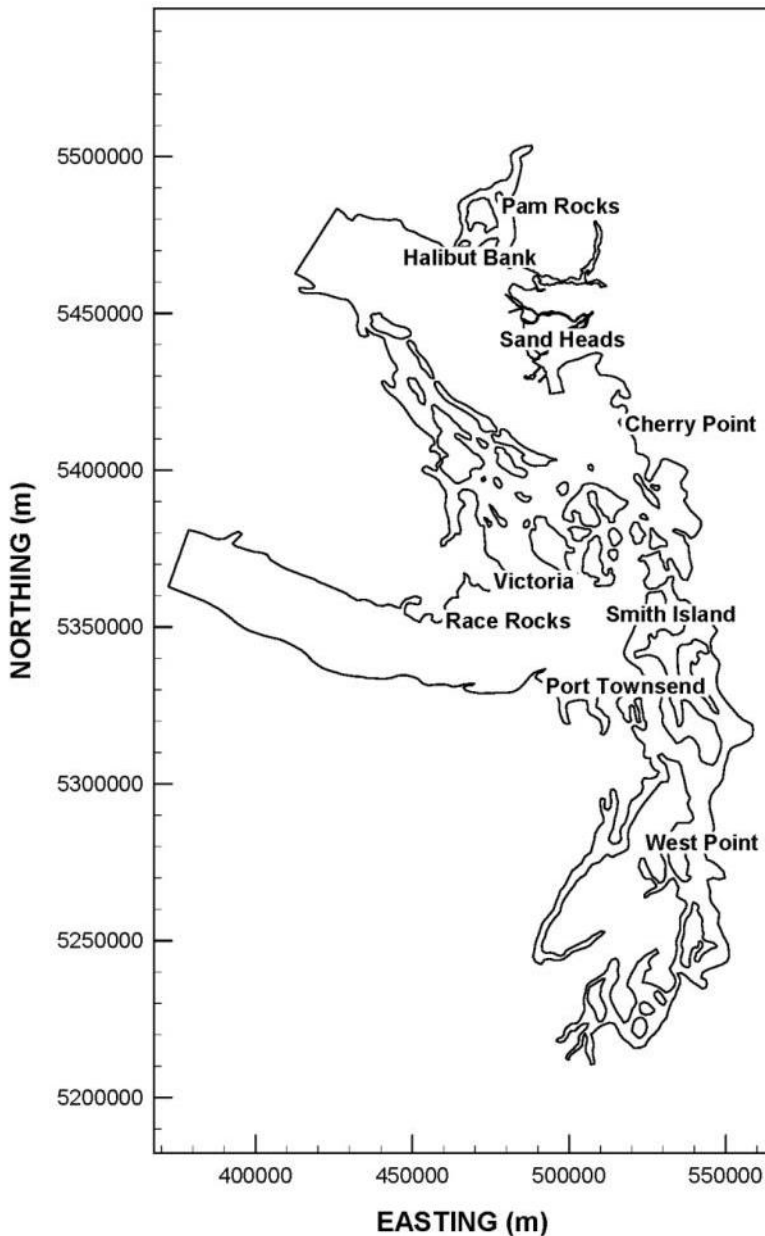 5500000
Pam Rocks
Halibut Bank
5450000
Sand Heads
Cherry Point
5400000
NORTHING (m)
Victoria
5350000
Race Rocks
Smith Island
Port Townsend
5300000
West Point
5250000
5200000
400000
450000
500000
550000
EASTING (m)